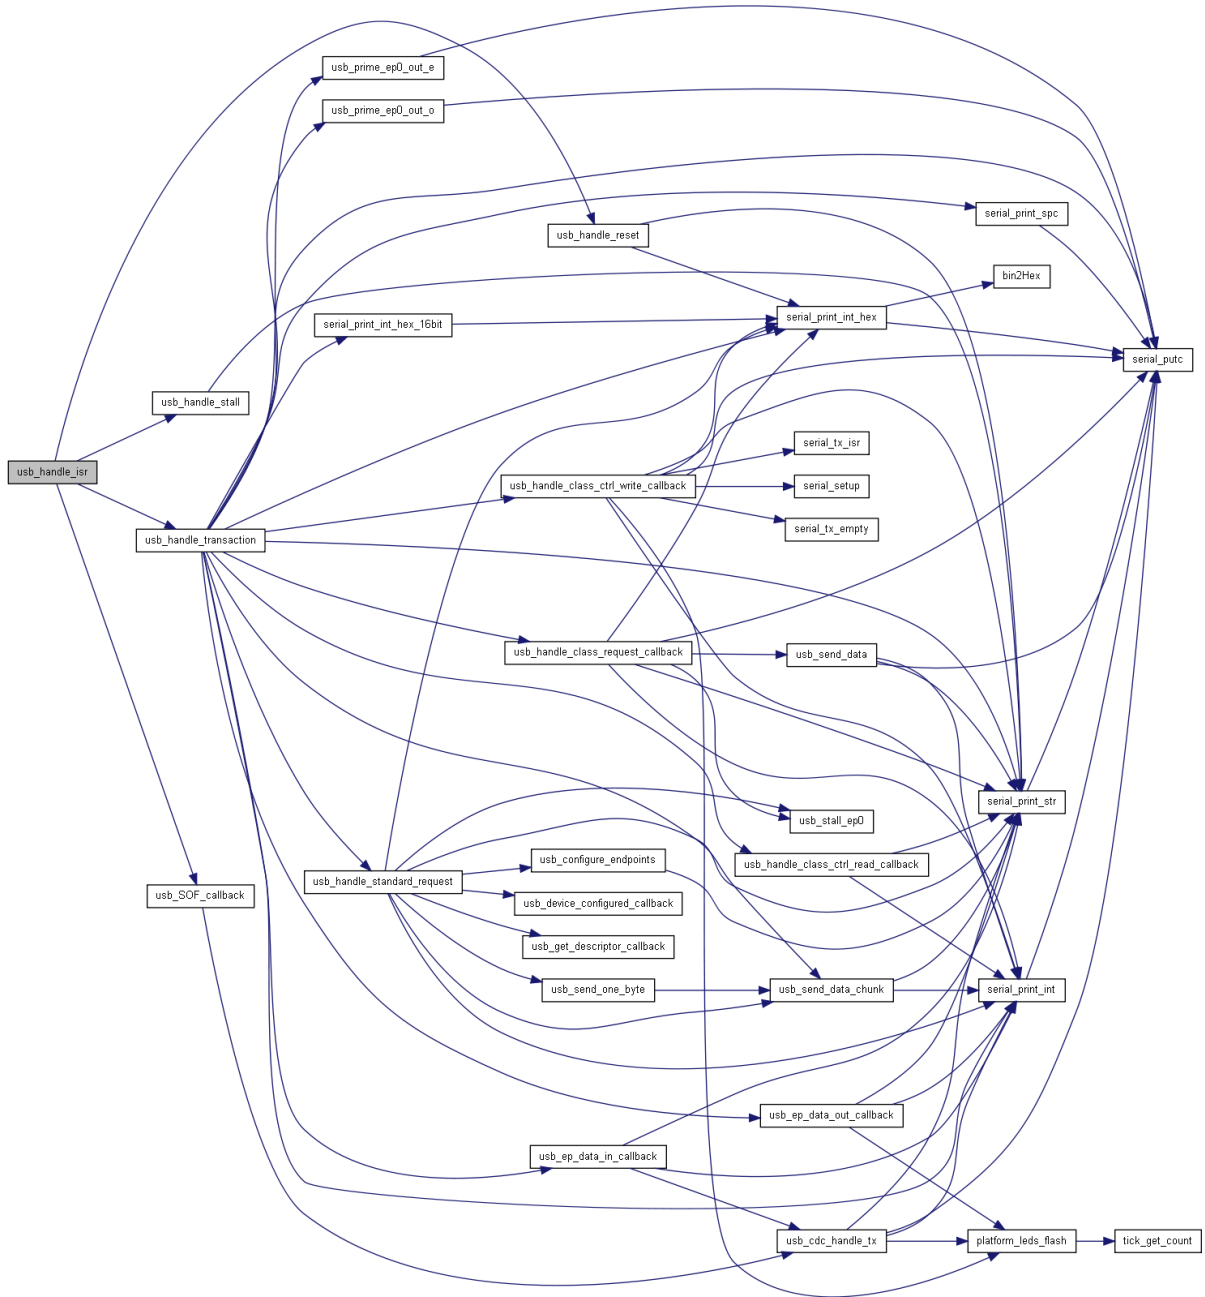 usb_prime_ep0_out_e
usb_prime_ep0_out_o
serial_print_spc
usb_handle_reset
bin2Hex
serial_print_int_hex
serial_print_int_hex_16bit
serial_putc
usb_handle_stall
serial_tx_isr
usb_handle_isr
usb_handle_class_ctrl_write_callback
serial_setup
serial_tx_empty
usb_handle_transaction
usb_handle_class_request_callback
usb_send_data
serial_print_str
usb_stall_ep0
usb_configure_endpoints
usb_handle_class_ctrl_read_callback
usb_handle_standard_request
usb_SOF_callback
usb_device_configured_callback
usb_get_descriptor_callback
usb_send_one_byte
usb_send_data_chunk
serial_print_int
usb_ep_data_out_callback
usb_ep_data_in_callback
usb_cdc_handle_tx
platform_leds_flash
tick_get_count